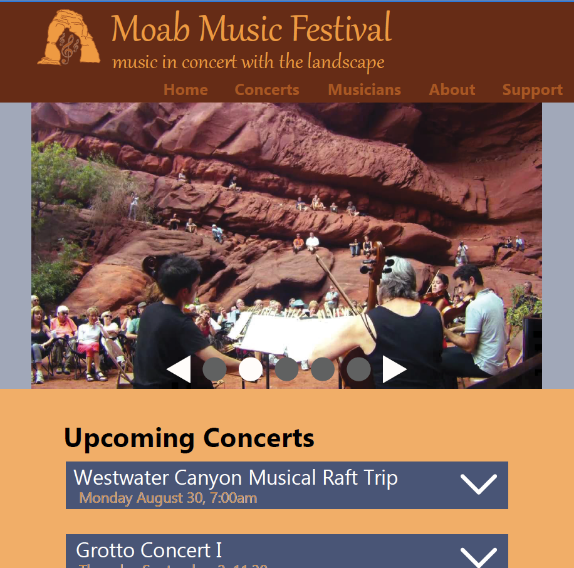 Moab Music Festival
music in concert with the landscape
Home Concerts Musicians About Support
Upcoming Concerts
Westwater Canyon Musical Raft Trip
Monday August 30, 7:00am
Grotto Concert I